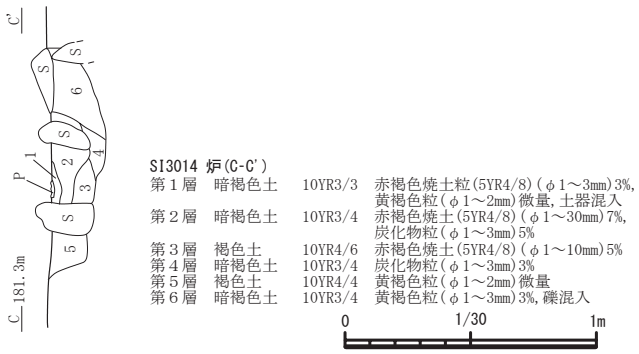 C'
S
S
6
S
4
1
2
P
3
S
5
C 181.3m
SI3014 炉(C-C')
第1層 暗褐色土 10YR3/3 赤褐色焼土粒(5YR4/8)(φ1～3mm)3%,
黄褐色粒(φ1～2mm)微量,土器混入
第2層 暗褐色土 10YR3/4 赤褐色焼土(5YR4/8)(φ1～30mm)7%,
炭化物粒(φ1～3mm)5%
第3層 褐色土 10YR4/6 赤褐色焼土(5YR4/8)(φ1～10mm)5%
第4層 暗褐色土 10YR3/4 炭化物粒(φ1～3mm)3%
第5層 褐色土 10YR4/4 黄褐色粒(φ1～2mm)微量
第6層 暗褐色土 10YR3/4 黄褐色粒(φ1～3mm)3%,礫混入
0 1/30 1m